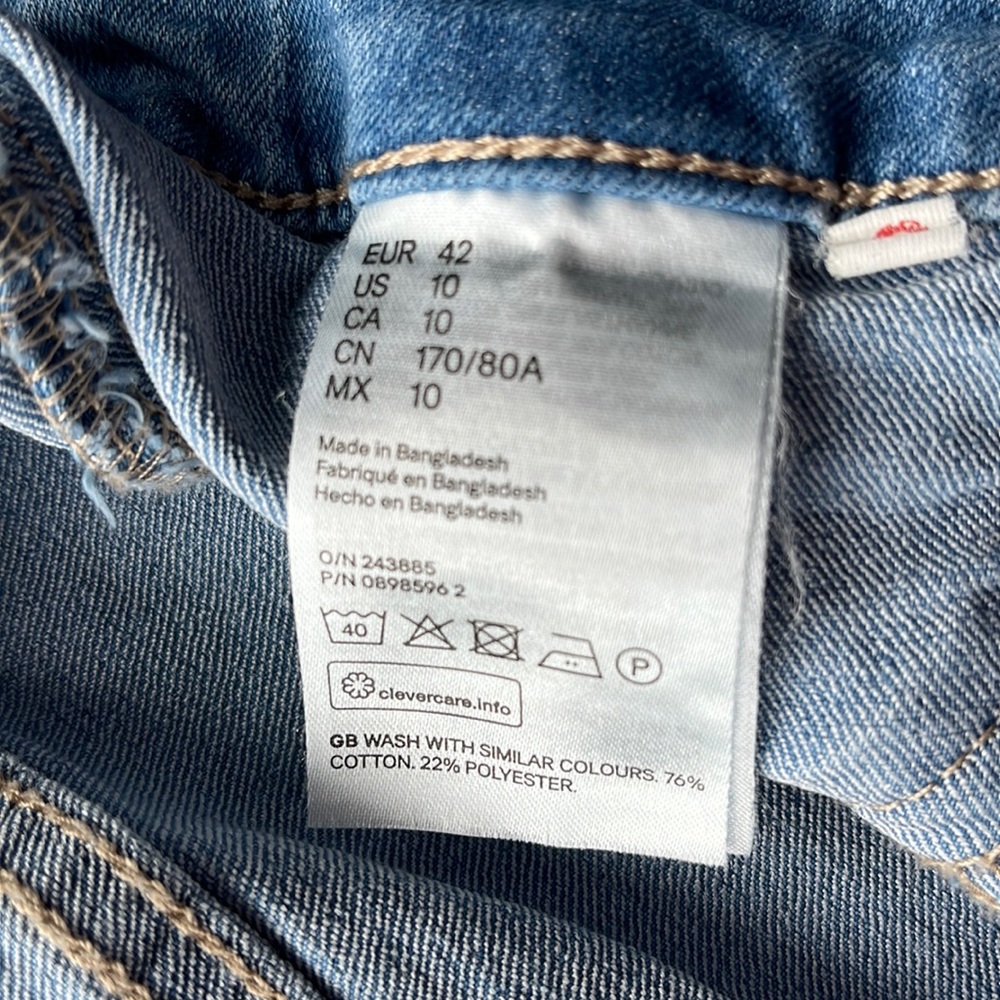 EUR 42
US 10
CA 10
CN 170/80A
MX 10
Made in Bangladesh
Fabriqué en Bangladesh
Hecho en Bangladesh
O/N 243885
P/N 0898596 2
40
P
clevercare.info
GB WASH WITH SIMILAR COLOURS. 76%
COTTON. 22% POLYESTER.